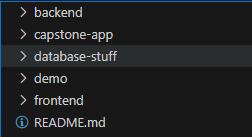 backend
capstone-app
database-stuff
demo
frontend
README.md